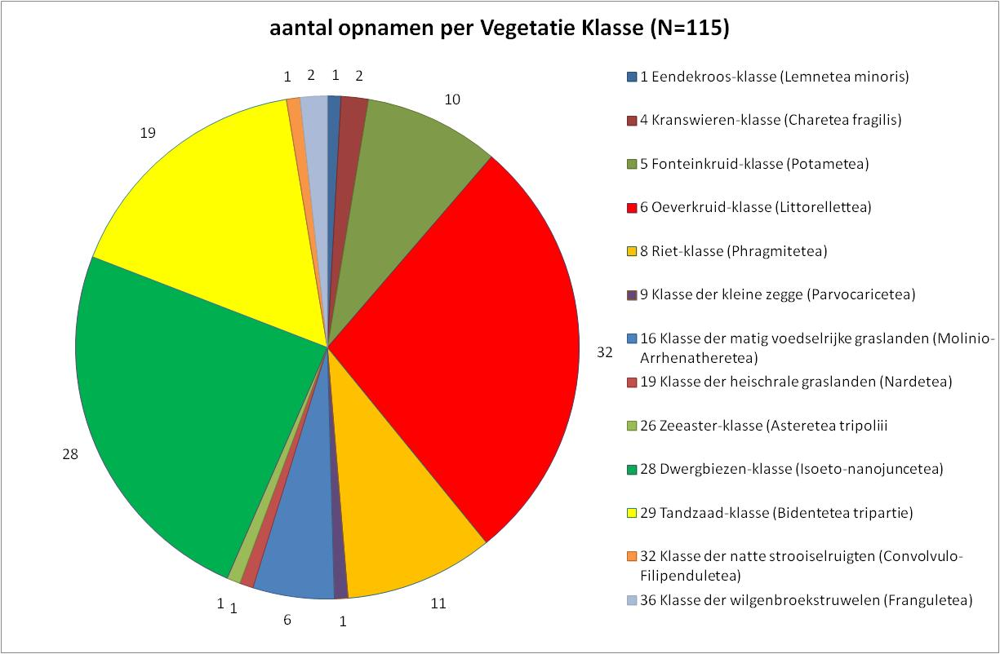 aantal opnamen per Vegetatie Klasse (N=115)
1
2
1
2
10
19
32
28
1
1
6
1
11
1 Eendekroos-klasse (Lemnetea minoris)
4 Kranswieren-klasse (Charetea fragilis)
5 Fonteinkruid-klasse (Potametea)
6 Oeverkruid-klasse (Littorellettea)
8 Riet-klasse (Phragmitetea)
9 Klasse der kleine zegge (Parvocaricetea)
16 Klasse der matig voedselrijke graslanden (Molinio-
Arrhenatheretea)
19 Klasse der heischrale graslanden (Nardetea)
26 Zeeaster-klasse (Asteretea tripoliii
28 Dwergbiezen-klasse (Isoeto-nanojuncetea)
29 Tandzaad-klasse (Bidentetea tripartie)
32 Klasse der natte strooiselruigten (Convolvulo-
Filipenduletea)
36 Klasse der wilgenbroekstruwelen (Franguletea)